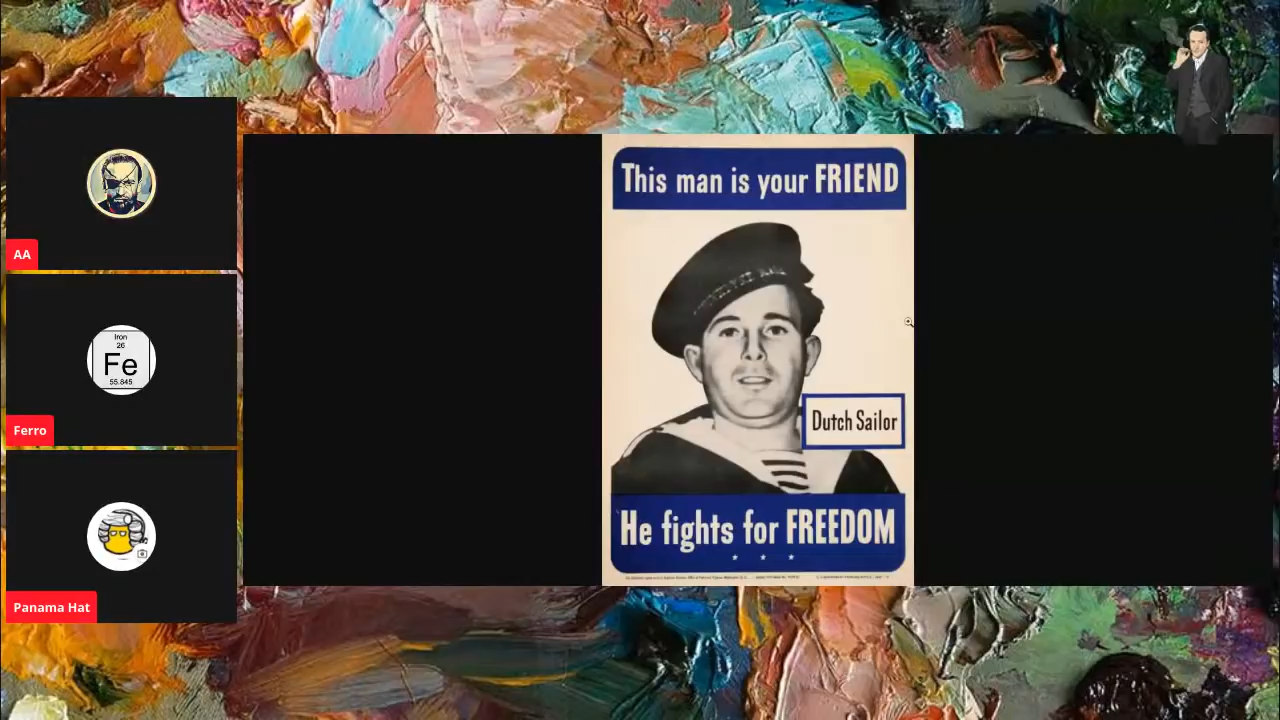 AA
Iron
26
Fe
55.845
Ferro
Panama Hat
This man is your FRIEND
Dutch Sailor
He fights for FREEDOM